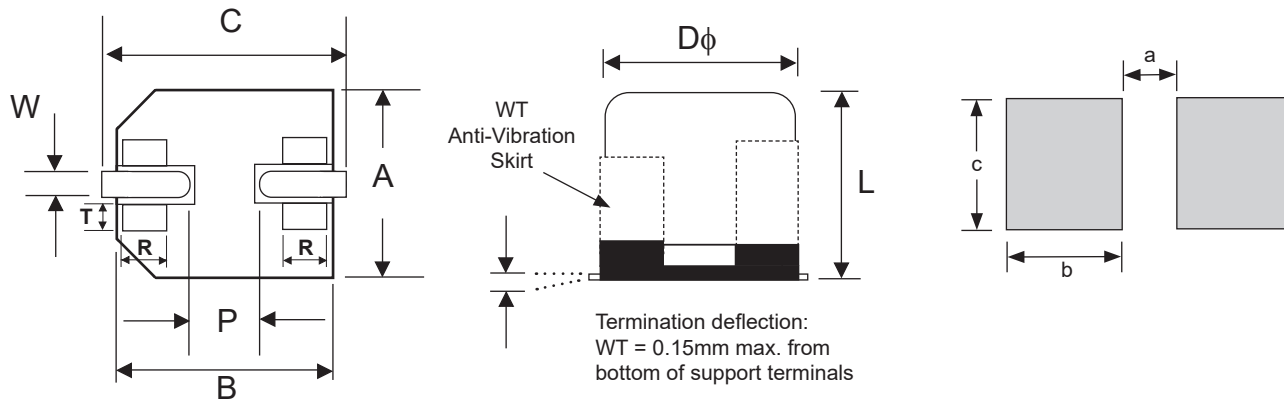 C
W
A
T
R
R
P
B
Dϕ
WT
Anti-Vibration
Skirt
L
Termination deflection:
WT = 0.15mm max. from
bottom of support terminals
a
c
b